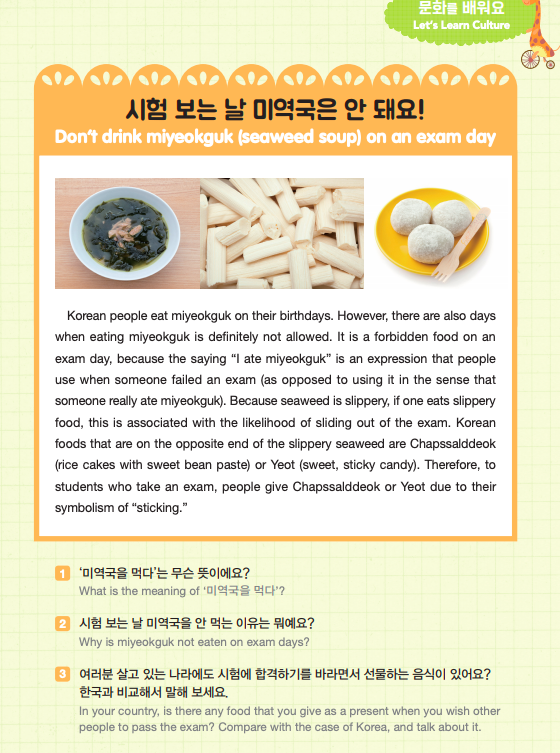 문화를 배워요
Let's Learn Culture
시험 보는 날 미역국은 안 돼요!
Don't drink miyeokguk (seaweed soup) on an exam day
Korean people eat miyeokguk on their birthdays. However, there are also days
when eating miyeokguk is definitely not allowed. It is a forbidden food on an
exam day, because the saying “I ate miyeokguk” is an expression that people
use when someone failed an exam (as opposed to using it in the sense that
someone really ate miyeokguk). Because seaweed is slippery, if one eats slippery
food, this is associated with the likelihood of sliding out of the exam. Korean
foods that are on the opposite end of the slippery seaweed are Chapssalddeok
(rice cakes with sweet bean paste) or Yeot (sweet, sticky candy). Therefore, to
students who take an exam, people give Chapssalddeok or Yeot due to their
symbolism of “sticking.”
1 ‘미역국을 먹다’는 무슨 뜻이에요?
What is the meaning of ‘미역국을 먹다’?
2 시험 보는 날 미역국을 안 먹는 이유는 뭐예요?
Why is miyeokguk not eaten on exam days?
3 여러분 살고 있는 나라에도 시험에 합격하기를 바라면서 선물하는 음식이 있어요?
한국과 비교해서 말해 보세요.
In your country, is there any food that you give as a present when you wish other
people to pass the exam? Compare with the case of Korea, and talk about it.